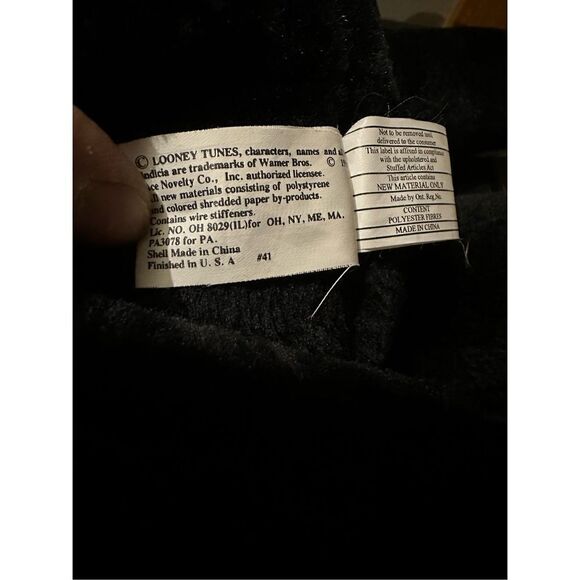 © LOONEY TUNES, characters, names and
indicia are trademarks of Warner Bros. ©
Ace Novelty Co., Inc. authorized licensee.
All new materials consisting of polystyrene
and colored shredded paper by-products.
Contains wire stiffeners.
Lic. NO. OH 8029(IL)for OH, NY, ME, MA.
PA3078 for PA.
Shell Made in China
Finished in U. S. A #41
Not to be removed until
delivered to the consumer
This label is affixed in compliance
with the upholstered and
Stuffed Articles Act
This article contains
NEW MATERIAL ONLY
Made by Ont. Reg.No.
CONTENT
POLYESTER FIBRES
MADE IN CHINA